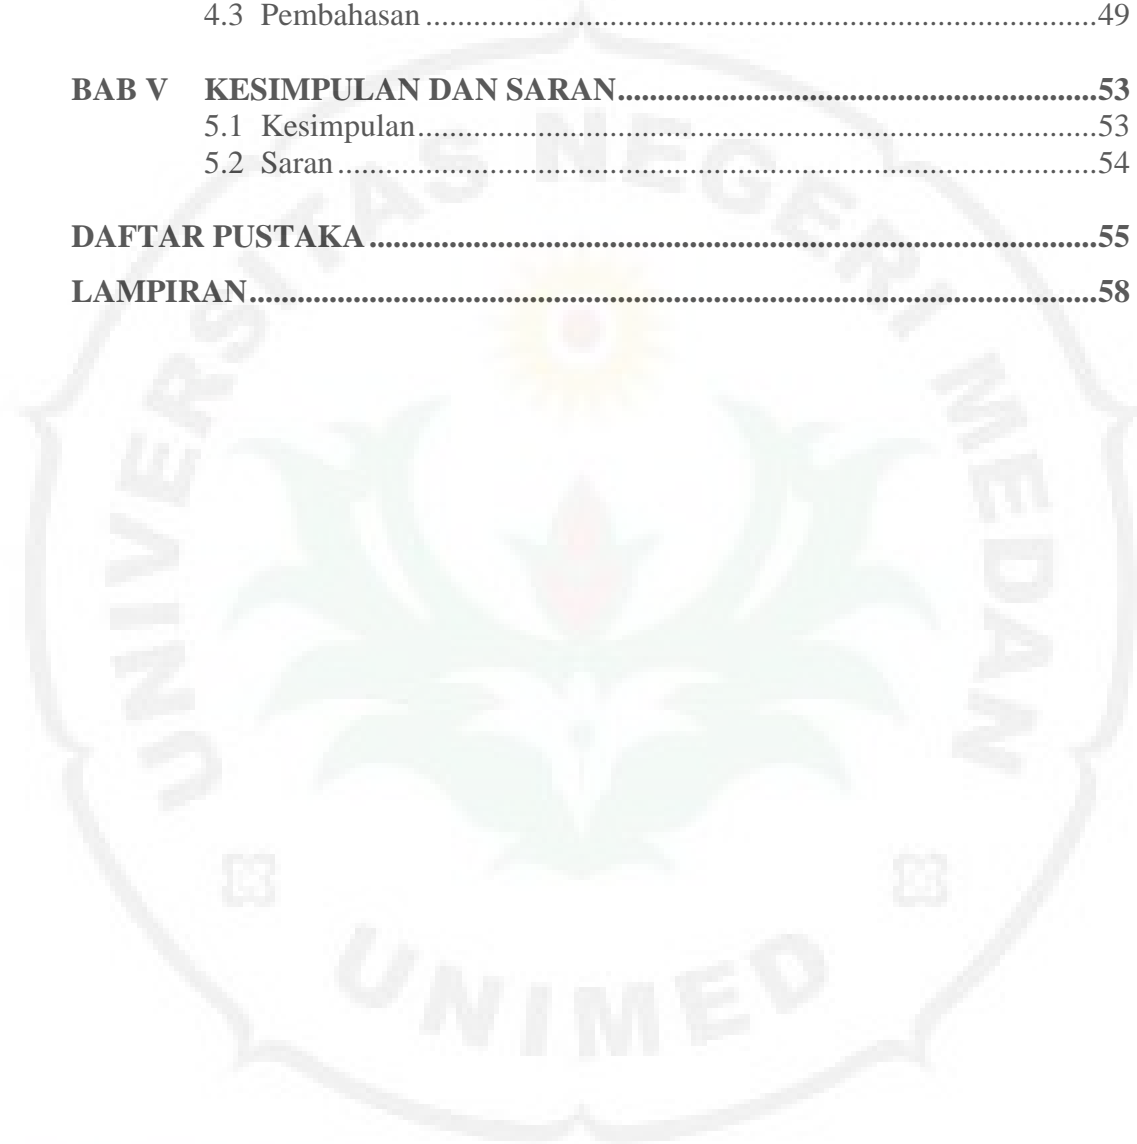 4.3 Pembahasan ....................................................................................49
BAB V KESIMPULAN DAN SARAN............................................................53
5.1 Kesimpulan.....................................................................................53
5.2 Saran ...............................................................................................54
DAFTAR PUSTAKA ...........................................................................................55
LAMPIRAN..........................................................................................................58
UNIVERSITAS NEGERI MEDAN
UNIMED